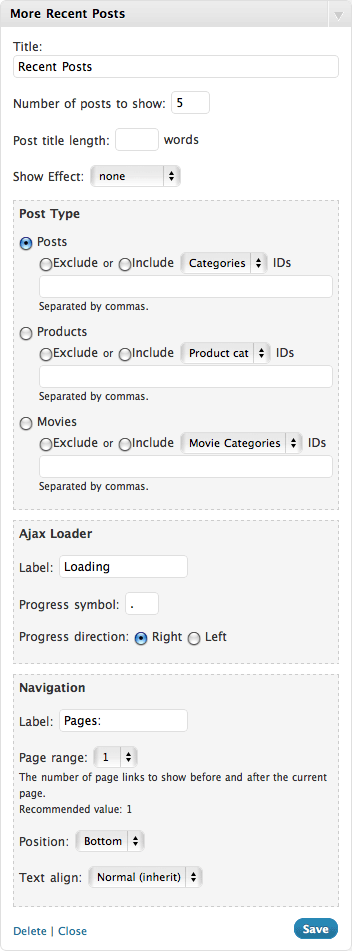 More Recent Posts
Title:
Recent Posts
Number of posts to show: 5
Post title length: words
Show Effect: none
Post Type
Posts
Exclude or Include Categories IDs
Separated by commas.
Products
Exclude or Include Product cat IDs
Separated by commas.
Movies
Exclude or Include Movie Categories IDs
Separated by commas.
Ajax Loader
Label: Loading
Progress symbol: .
Progress direction: Right Left
Navigation
Label: Pages:
Page range: 1
The number of page links to show before and after the current
page.
Recommended value: 1
Position: Bottom
Text align: Normal (inherit)
Delete | Close Save